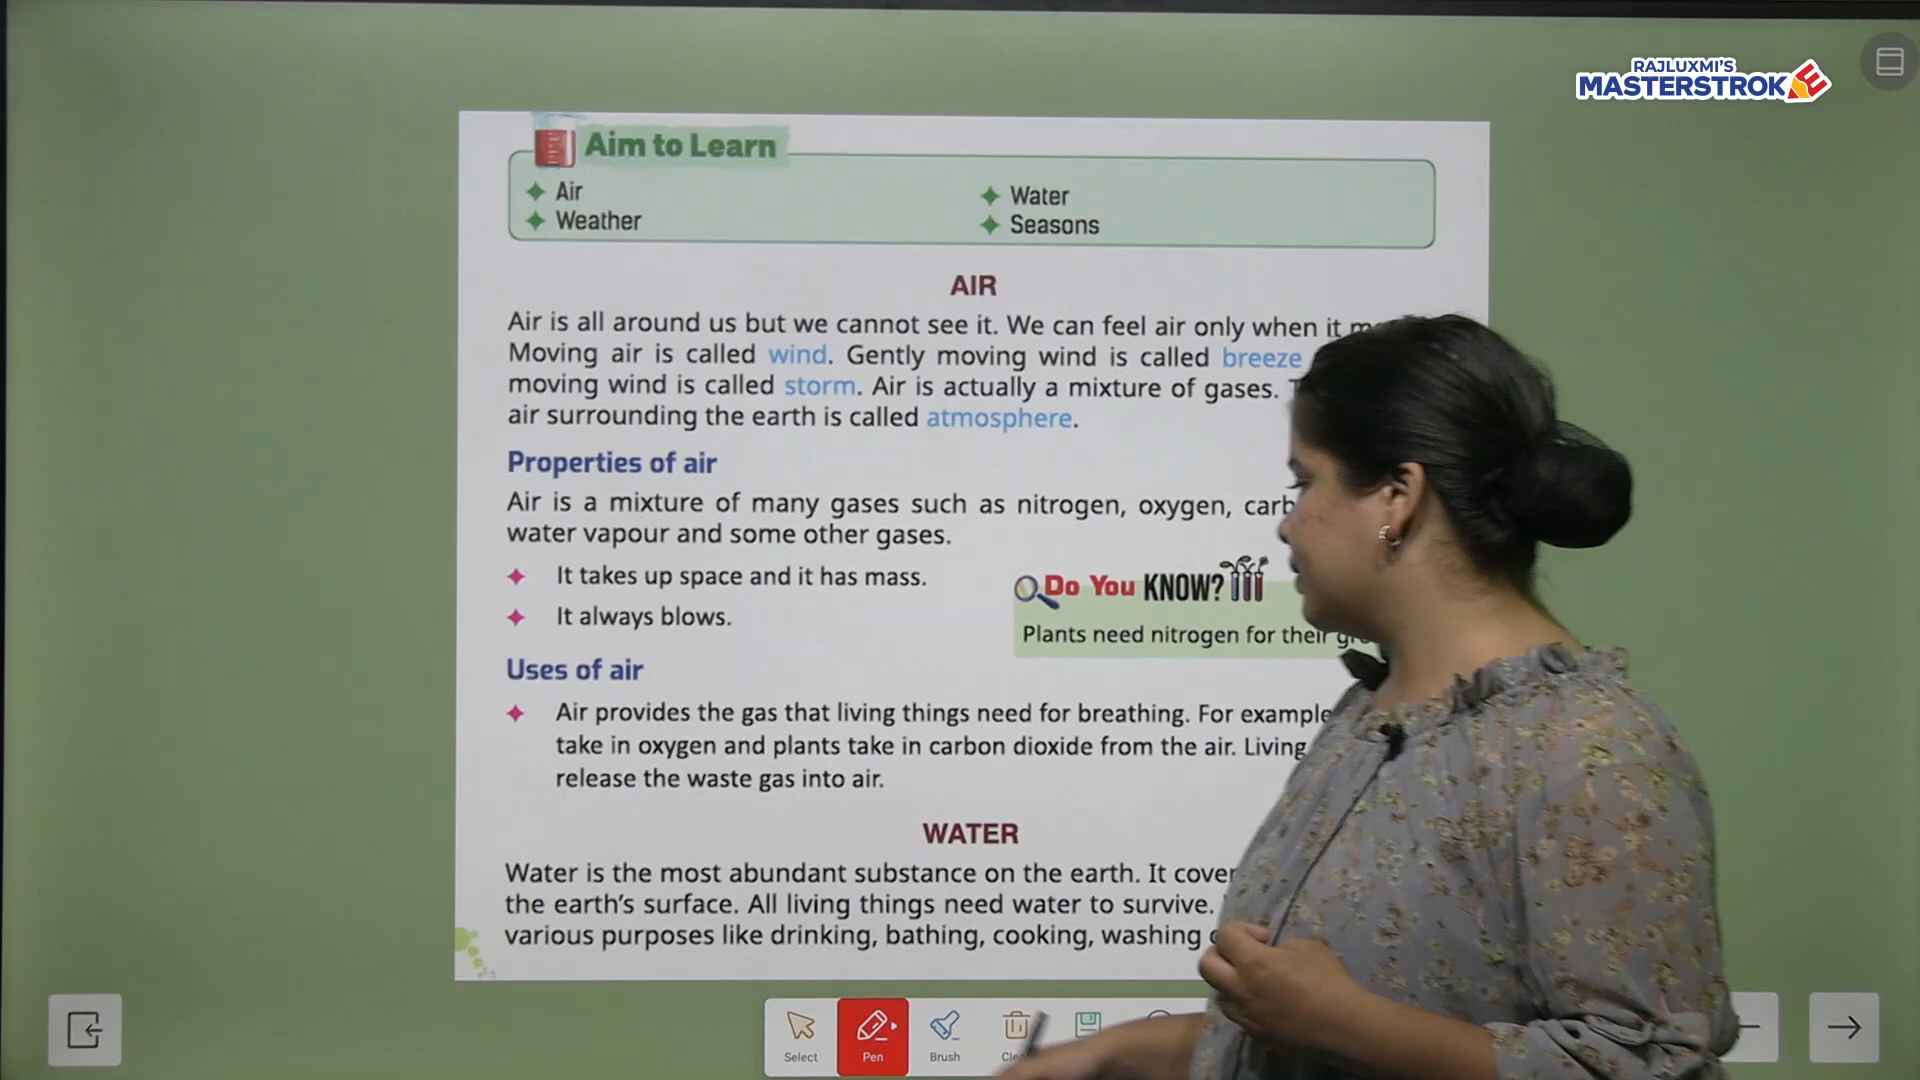 RAJLUXMI'S
MASTERSTROKE
Aim to Learn
Air
Water
Weather
Seasons
AIR
Air is all around us but we cannot see it. We can feel air only when it
Moving air is called wind. Gently moving wind is called breeze
moving wind is called storm. Air is actually a mixture of gases.
air surrounding the earth is called atmosphere.
Properties of air
Air is a mixture of many gases such as nitrogen, oxygen,
water vapour and some other gases.
It takes up space and it has mass.
It always blows.
Do You KNOW?
Plants need nitrogen for their
Uses of air
Air provides the gas that living things need for breathing. For example
take in oxygen and plants take in carbon dioxide from the air. Living
release the waste gas into air.
WATER
Water is the most abundant substance on the earth. It
the earth's surface. All living things need water to survive.
various purposes like drinking, bathing, cooking, washing
Select
Pen
Brush